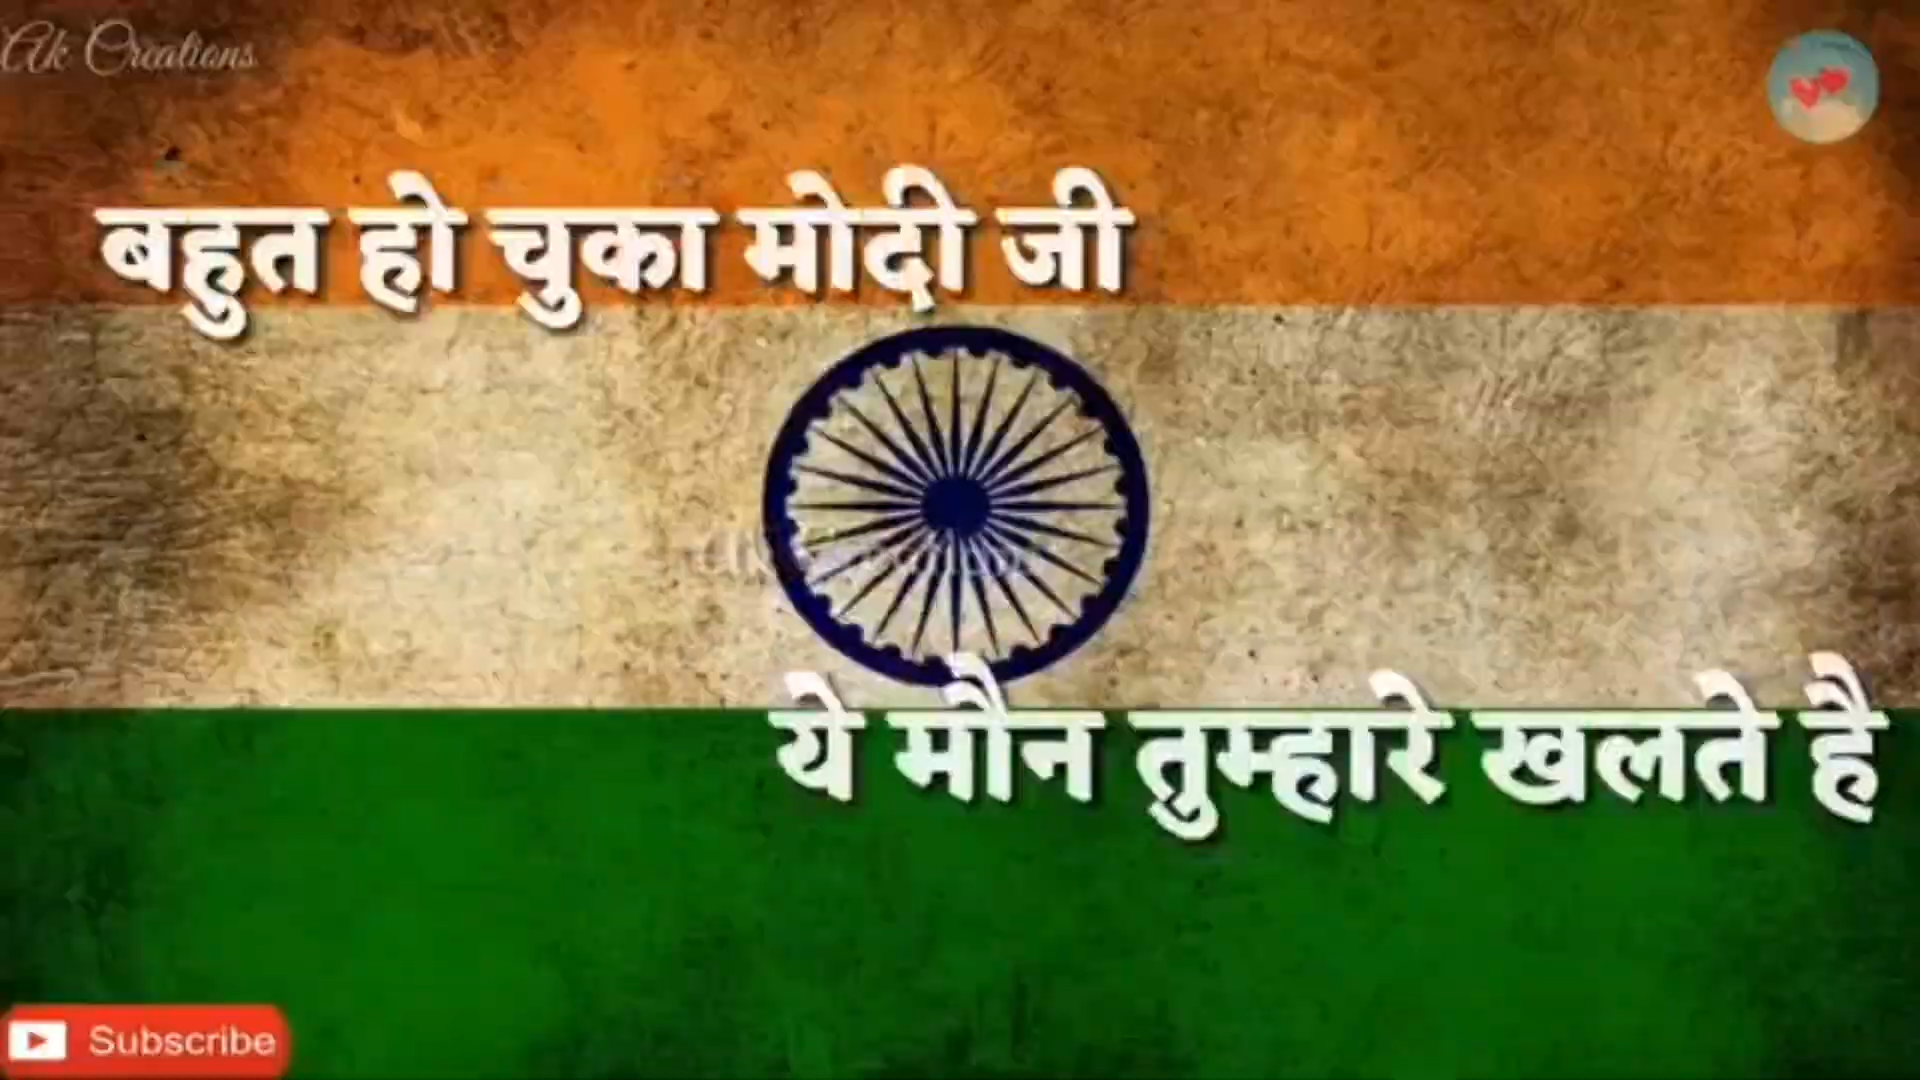 Ak Creations
बहुत हो चुका मोदी जी
ये मौन तुम्हारे खलते है
Subscribe